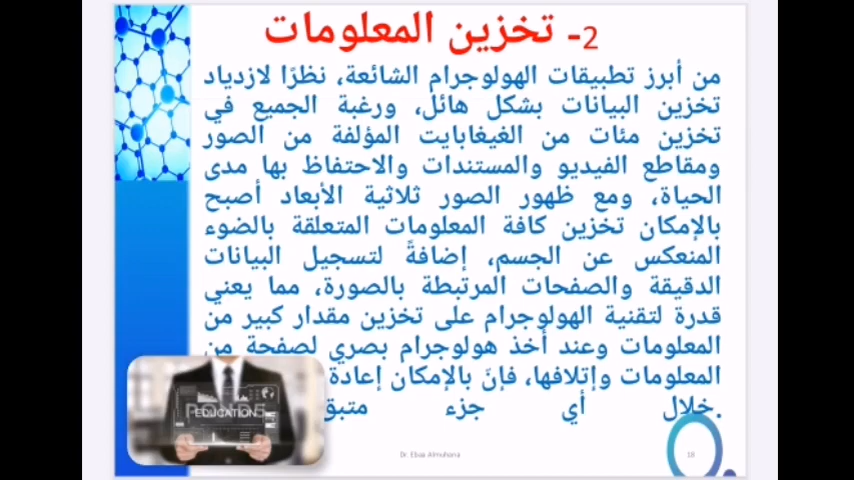 2- تخزين المعلومات
من أبرز تطبيقات الهولوجرام الشائعة، نظرًا لازدياد
تخزين البيانات بشكل هائل، ورغبة الجميع في
تخزين مئات من الغيغابايت المؤلفة من الصور
ومقاطع الفيديو والمستندات والاحتفاظ بها مدى
الحياة، ومع ظهور الصور ثلاثية الأبعاد أصبح
بالإمكان تخزين كافة المعلومات المتعلقة بالضوء
المنعكس عن الجسم، إضافةً لتسجيل البيانات
الدقيقة والصفحات المرتبطة بالصورة، مما يعني
قدرة لتقنية الهولوجرام على تخزين مقدار كبير من
المعلومات وعند أخذ هولوجرام بصري لصفحة من
المعلومات وإتلافها، فإنّ بالإمكان إعادة
.خلال أي جزء
EDUCATION
Dr. Ebaa Almuhana
18